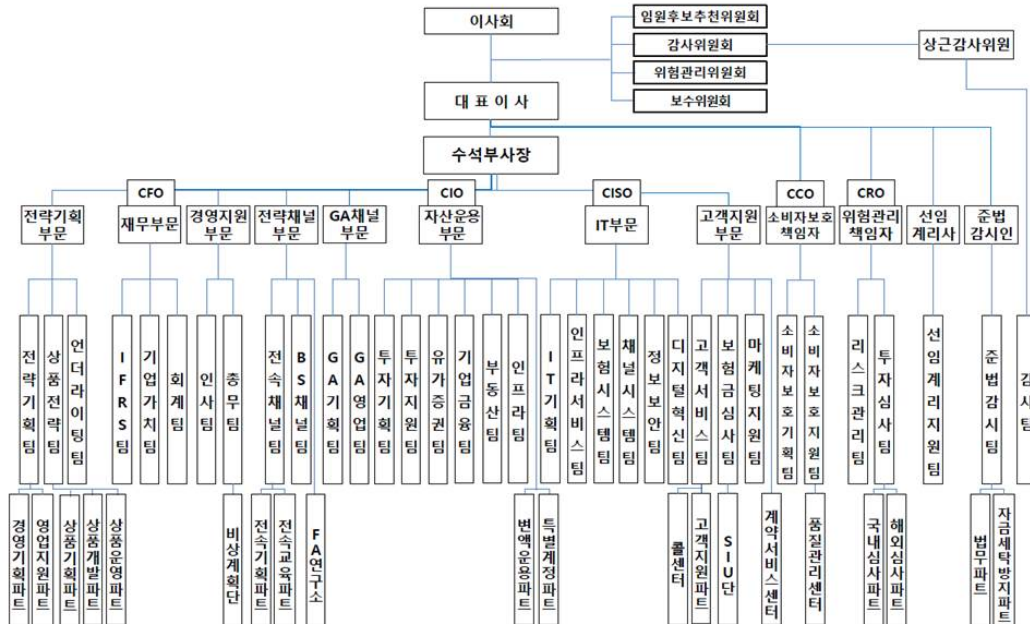 이사회
임원후보추천위원회
감사위원회
위험관리위원회
보수위원회
상근감사위원
대 표 이 사
수석부사장
CFO
CIO
CISO
CCO
CRO
전략기획
부문
재무부문
경영지원
부문
전략채널
부문
GA채널
부문
자산운용
부문
IT부문
고객지원
부문
소비자보호
책임자
위험관리
책임자
선임
계리사
준법
감시인
전략기획팀
상품전략팀
언더라이팅팀
IFRS팀
기업가치팀
회계팀
인사팀
총무팀
전속채널팀
BS채널팀
GA기획팀
GA영업팀
투자기획팀
투자지원팀
유가증권팀
기업금융팀
부동산팀
인프라팀
IT기획팀
인프라서비스팀
보험시스템팀
채널시스템팀
정보보안팀
디지털혁신팀
고객서비스팀
보험금심사팀
마케팅지원팀
소비자보호기획팀
소비자보호지원팀
리스크관리팀
투자심사팀
선임계리지원팀
준법감시팀
감사팀
경영기획파트
영업지원파트
상품기획파트
상품개발파트
상품운영파트
비상계획단
전속기획파트
전속교육파트
FA연구소
변액운용파트
특별계정파트
콜센터
고객지원파트
SIU단
계약서비스센터
품질관리센터
국내심사파트
해외심사파트
법무파트
자금세탁방지파트